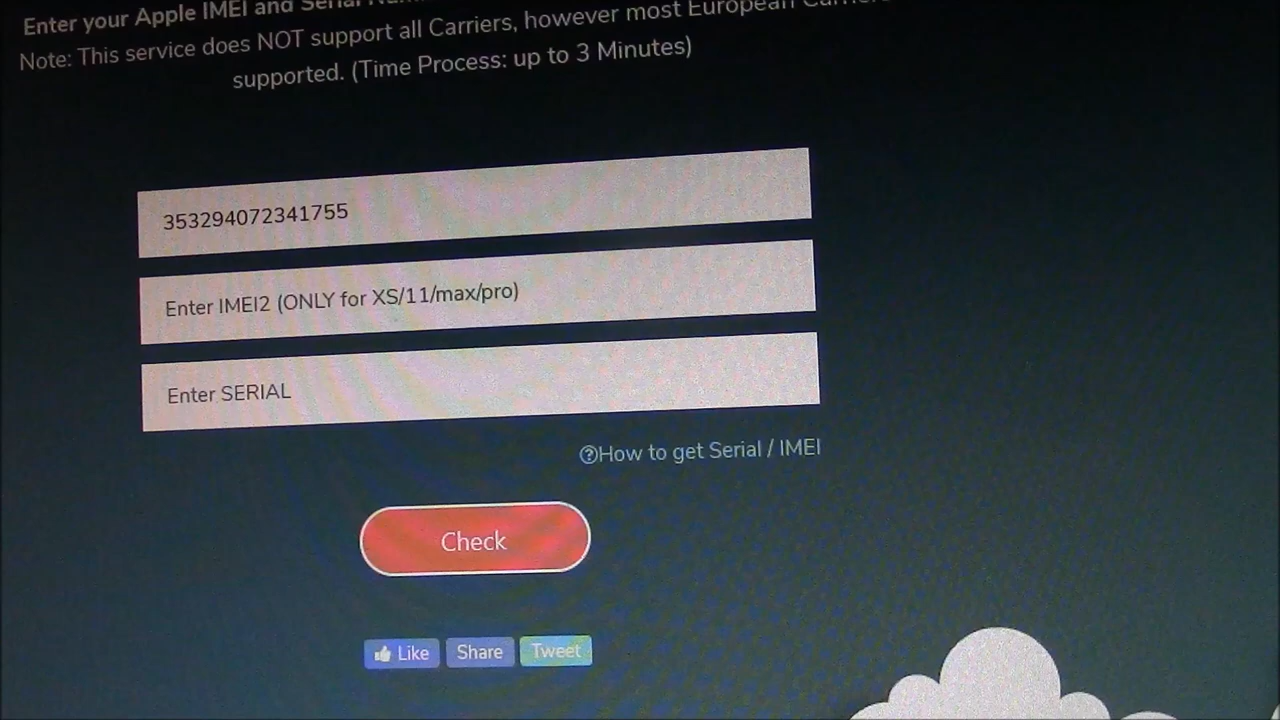 Enter your Apple IMEI and Serial
Note: This service does NOT support all Carriers, however most European
supported. (Time Process: up to 3 Minutes)
353294072341755
Enter IMEI2 (ONLY for XS/11/max/pro)
Enter SERIAL
?How to get Serial / IMEI
Check
Like Share Tweet